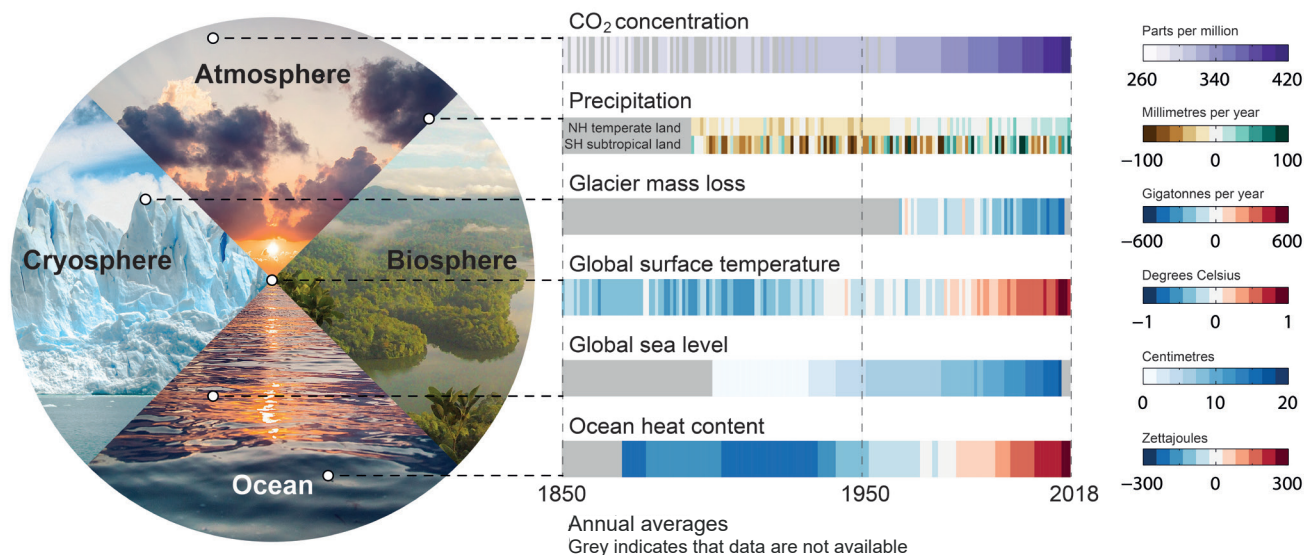 Atmosphere
Cryosphere
Biosphere
Ocean
CO₂ concentration
Precipitation
NH temperate land
SH subtropical land
Glacier mass loss
Global surface temperature
Global sea level
Ocean heat content
1850
1950
2018
Annual averages
Grey indicates that data are not available
Parts per million
260 340 420
Millimetres per year
−100 0 100
Gigatonnes per year
−600 0 600
Degrees Celsius
−1 0 1
Centimetres
0 10 20
Zettajoules
−300 0 300